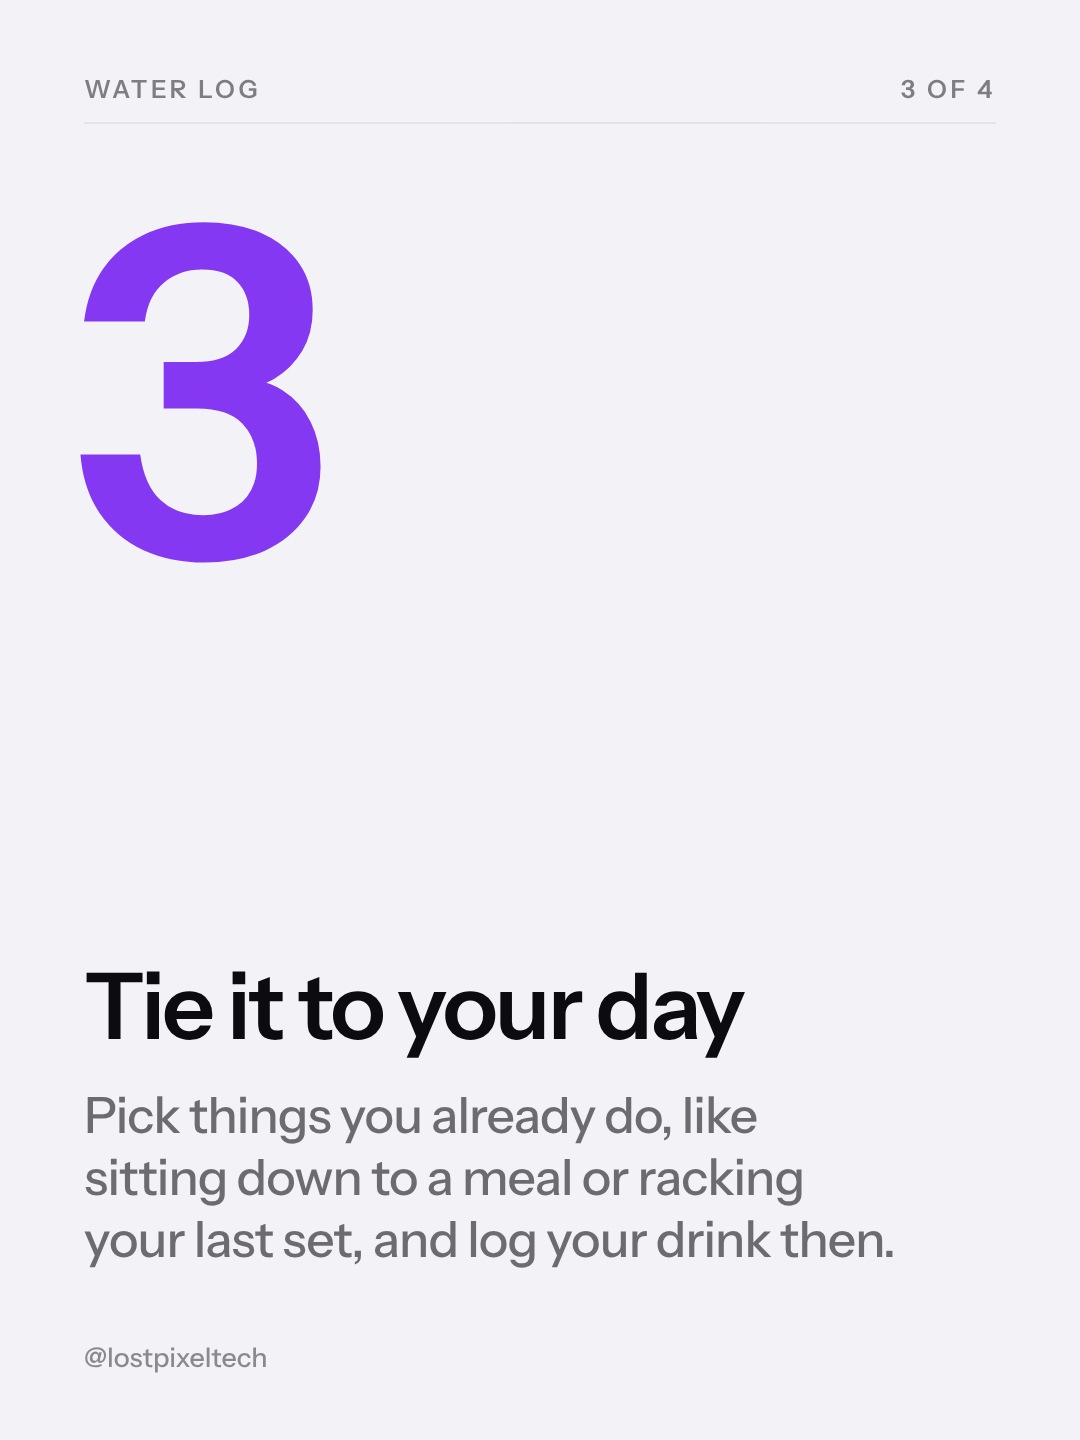 WATER LOG
3 OF 4
3
Tie it to your day
Pick things you already do, like
sitting down to a meal or racking
your last set, and log your drink then.
@lostpixeltech